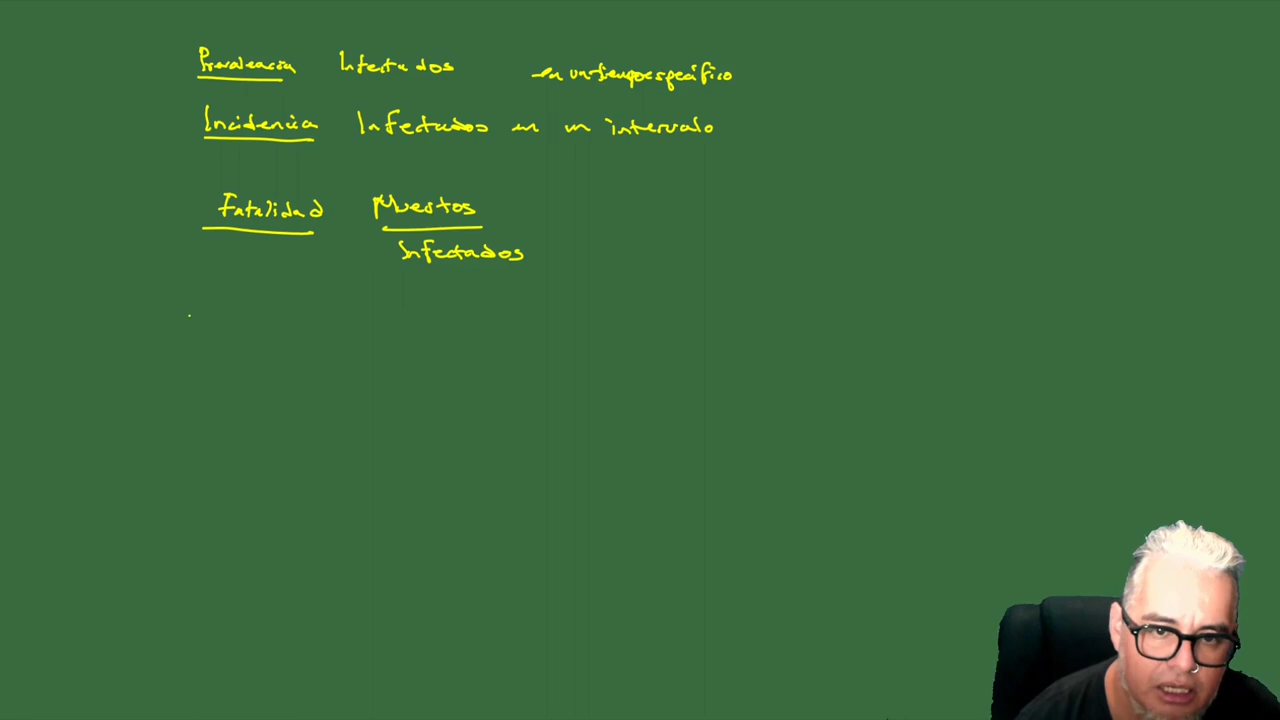 Prevalencia Infectados en un tiempo específico
Incidencia Infectados en un intervalo
Fatalidad Muertos
Infectados